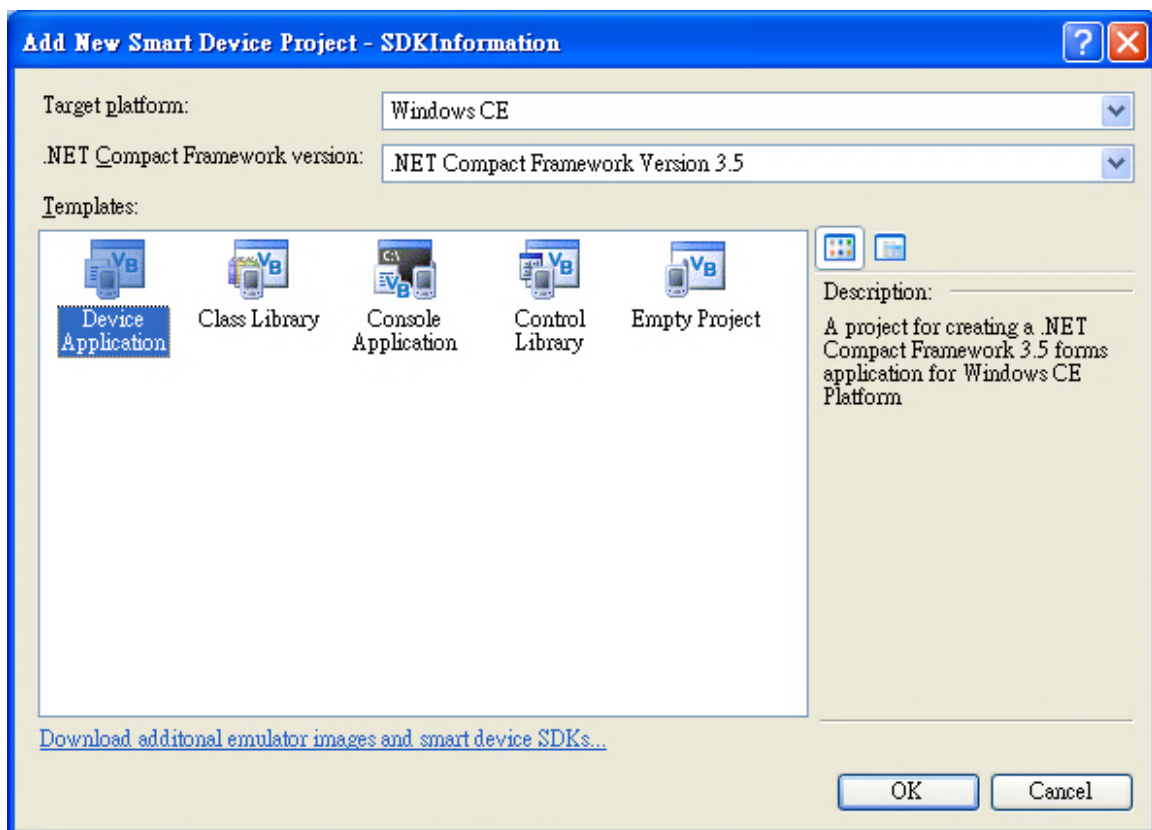 Add New Smart Device Project - SDKInformation
Target platform:
Windows CE
.NET Compact Framework version:
.NET Compact Framework Version 3.5
Templates:
Device
Application
Class Library
Console
Application
Control
Library
Empty Project
Description:
A project for creating a .NET
Compact Framework 3.5 forms
application for Windows CE
Platform
Download additonal emulator images and smart device SDKs...
OK
Cancel